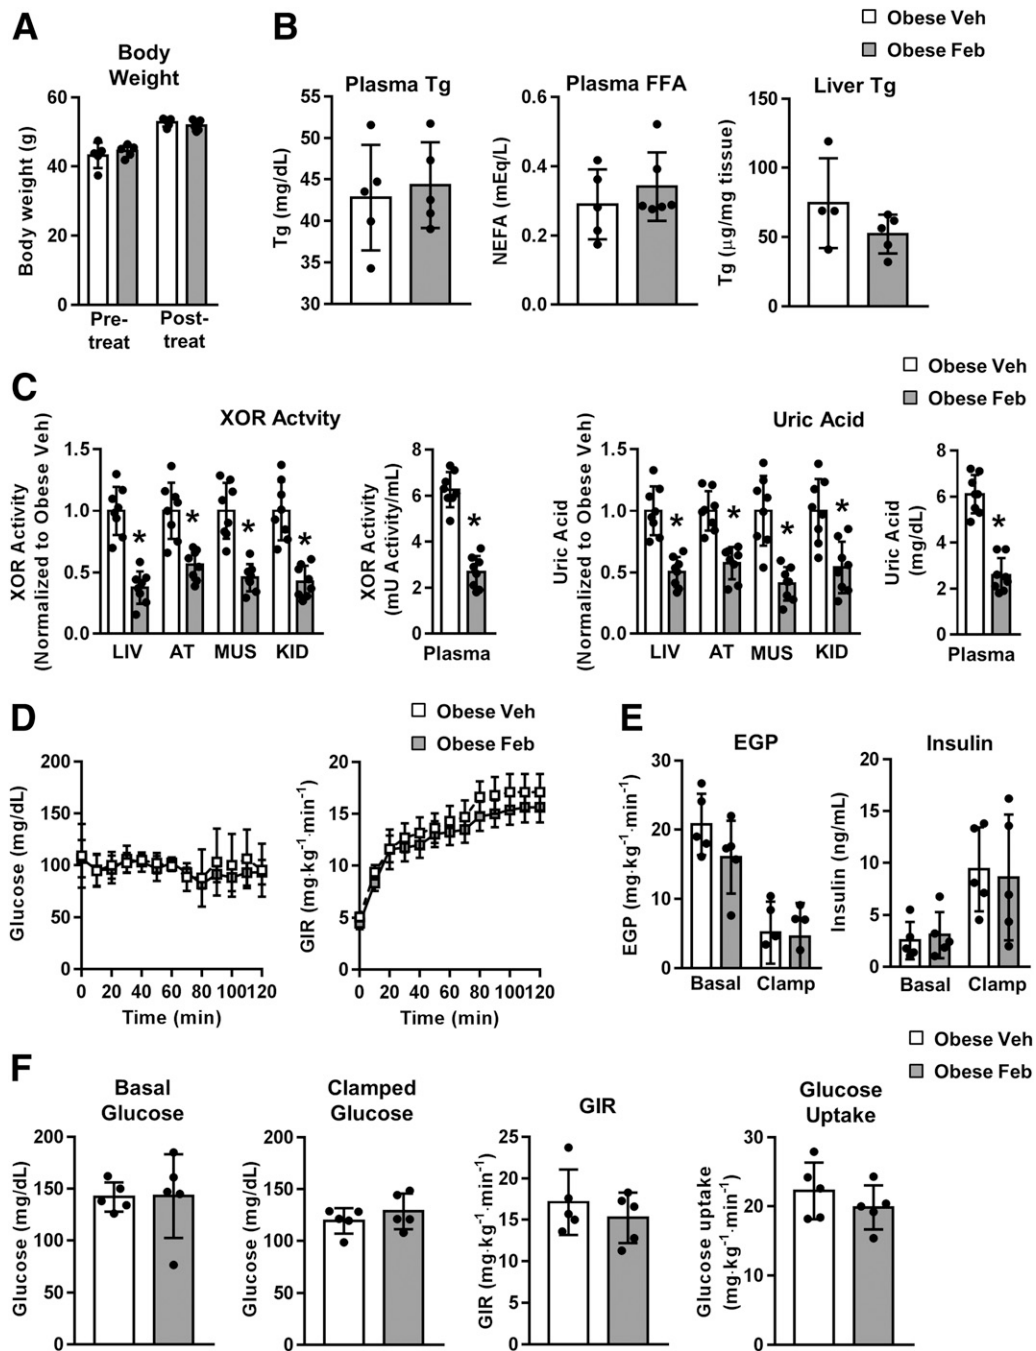 A
Body
Weight
Body weight (g)
60
40
20
0
Pre-
treat
Post-
treat
B
Obese Veh
Obese Feb
Plasma Tg
Tg (mg/dL)
55
50
45
40
35
30
Plasma FFA
NEFA (mEq/L)
0.6
0.4
0.2
0.0
Liver Tg
Tg (μg/mg tissue)
150
100
50
0
C
Obese Veh
Obese Feb
XOR Actvity
XOR Activity
(Normalized to Obese Veh)
1.5
1.0
0.5
0.0
* * * *
LIV AT MUS KID
XOR Activity
(mU Activity/mL)
8
6
4
2
0
*
Plasma
Uric Acid
Uric Acid
(Normalized to Obese Veh)
1.5
1.0
0.5
0.0
* * * *
LIV AT MUS KID
Uric Acid
(mg/dL)
8
6
4
2
0
*
Plasma
D
Obese Veh
Obese Feb
Glucose (mg/dL)
200
150
100
50
0
0 20 40 60 80 100 120
Time (min)
GIR (mg·kg⁻¹·min⁻¹)
20
15
10
5
0
0 20 40 60 80 100 120
Time (min)
E
EGP
EGP (mg·kg⁻¹·min⁻¹)
30
20
10
0
Basal Clamp
Insulin
Insulin (ng/mL)
20
15
10
5
0
Basal Clamp
Obese Veh
Obese Feb
F
Basal
Glucose
Glucose (mg/dL)
200
150
100
50
0
Clamped
Glucose
Glucose (mg/dL)
200
150
100
50
0
GIR
GIR (mg·kg⁻¹·min⁻¹)
25
20
15
10
5
0
Glucose
Uptake
Glucose uptake
(mg·kg⁻¹·min⁻¹)
30
20
10
0